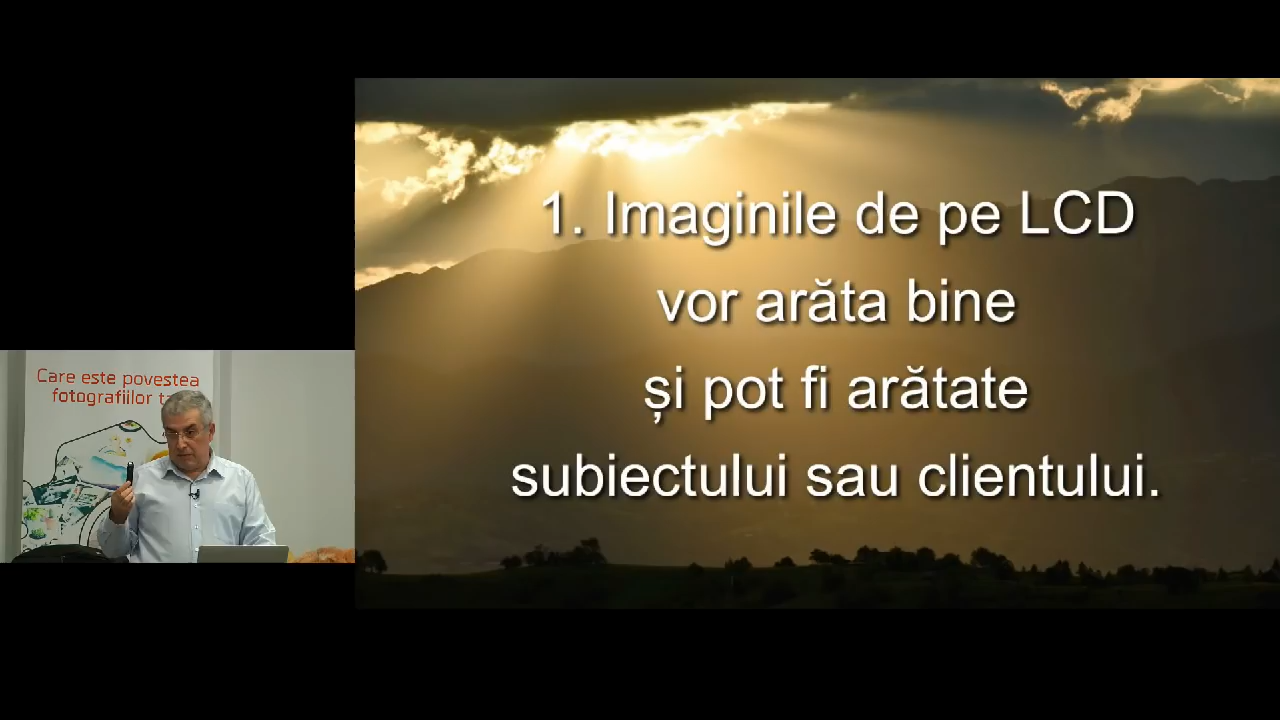 1. Imaginile de pe LCD
vor arăta bine
și pot fi arătate
subiectului sau clientului.
Care este povestea
fotografiilor